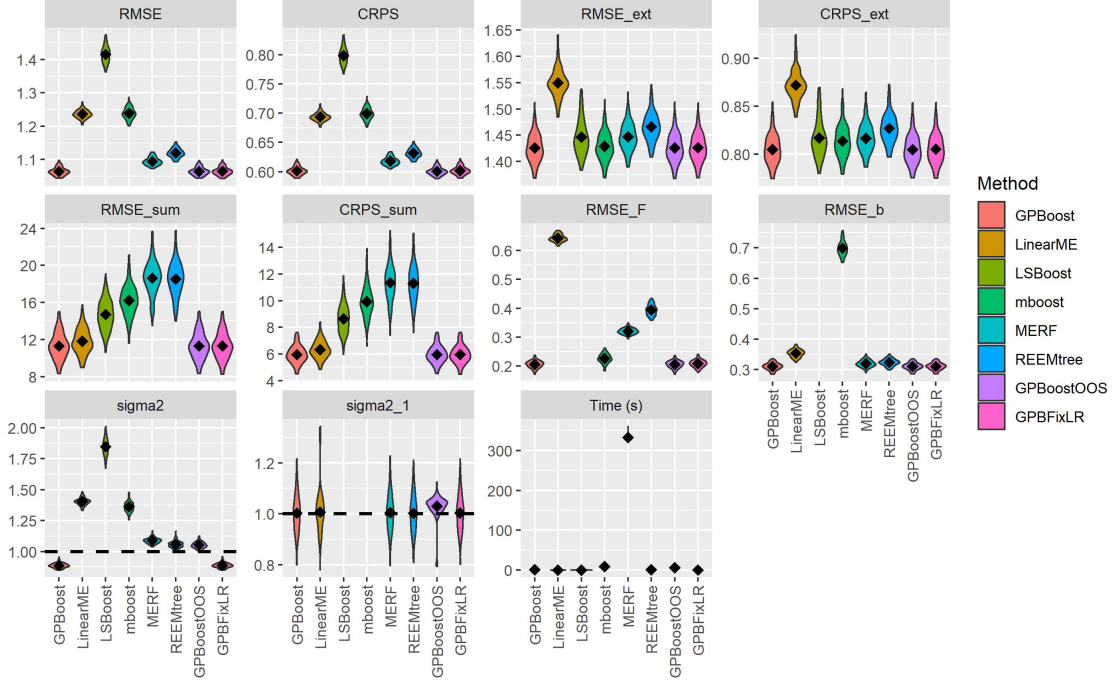 RMSE
CRPS
RMSE_ext
CRPS_ext
1.4
1.3
1.2
1.1
0.80
0.75
0.70
0.65
0.60
1.65
1.60
1.55
1.50
1.45
1.40
0.90
0.85
0.80
RMSE_sum
CRPS_sum
RMSE_F
RMSE_b
24
20
16
12
8
14
12
10
8
6
4
0.6
0.5
0.4
0.3
0.2
0.7
0.6
0.5
0.4
0.3
sigma2
sigma2_1
Time (s)
2.00
1.75
1.50
1.25
1.00
1.2
1.0
0.8
300
200
100
0
GPBoost
LinearME
LSBoost
mboost
MERF
REEMtree
GPBoostOOS
GPBFixLR
GPBoost
LinearME
LSBoost
mboost
MERF
REEMtree
GPBoostOOS
GPBFixLR
GPBoost
LinearME
LSBoost
mboost
MERF
REEMtree
GPBoostOOS
GPBFixLR
GPBoost
LinearME
LSBoost
mboost
MERF
REEMtree
GPBoostOOS
GPBFixLR
Method
GPBoost
LinearME
LSBoost
mboost
MERF
REEMtree
GPBoostOOS
GPBFixLR